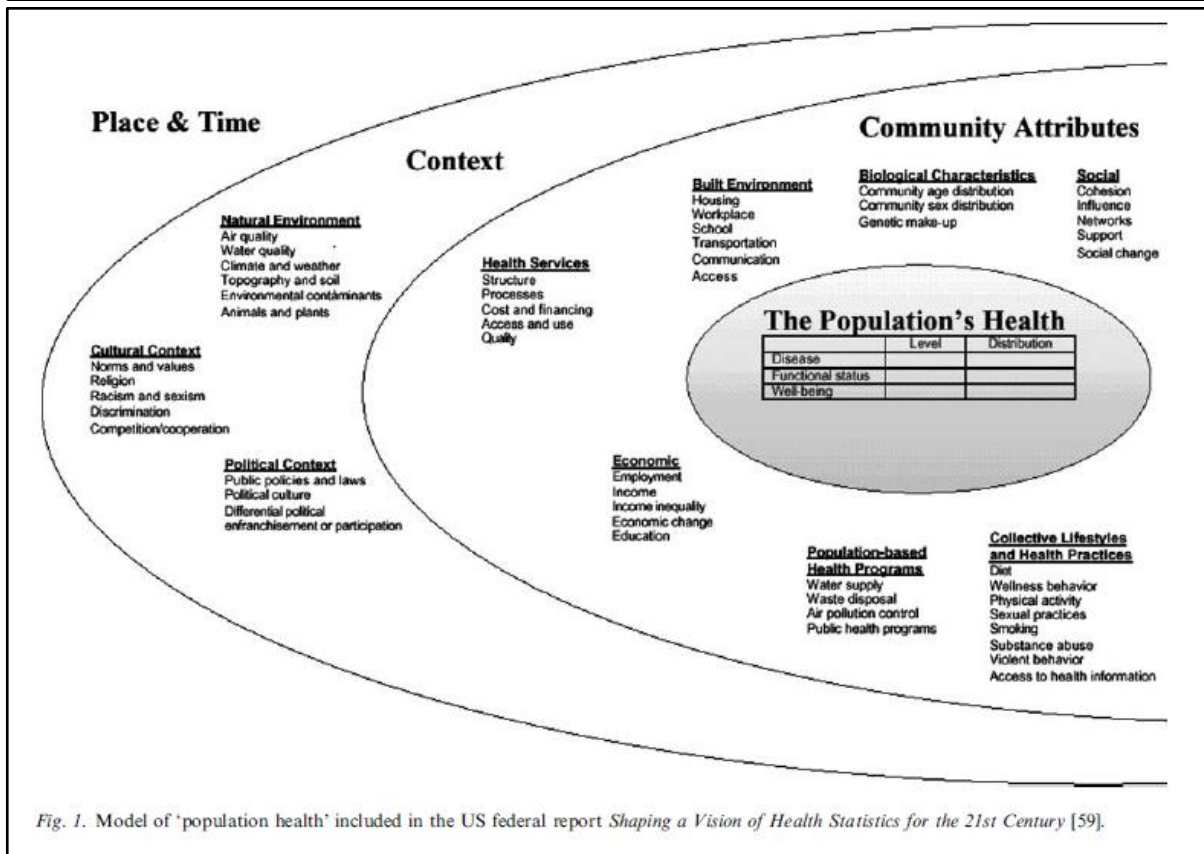 Place & Time
Context
Community Attributes
Natural Environment
Air quality
Water quality
Climate and weather
Topography and soil
Environmental contaminants
Animals and plants
Cultural Context
Norms and values
Religion
Racism and sexism
Discrimination
Competition/cooperation
Political Context
Public policies and laws
Political culture
Differential political
enfranchisement or participation
Health Services
Structure
Processes
Cost and financing
Access and use
Quality
Built Environment
Housing
Workplace
School
Transportation
Communication
Access
Biological Characteristics
Community age distribution
Community sex distribution
Genetic make-up
Social
Cohesion
Influence
Networks
Support
Social change
The Population's Health
Level Distribution
Disease
Functional status
Well-being
Economic
Employment
Income
Income inequality
Economic change
Education
Population-based
Health Programs
Water supply
Waste disposal
Air pollution control
Public health programs
Collective Lifestyles
and Health Practices
Diet
Wellness behavior
Physical activity
Sexual practices
Smoking
Substance abuse
Violent behavior
Access to health information
Fig. 1. Model of 'population health' included in the US federal report Shaping a Vision of Health Statistics for the 21st Century [59].